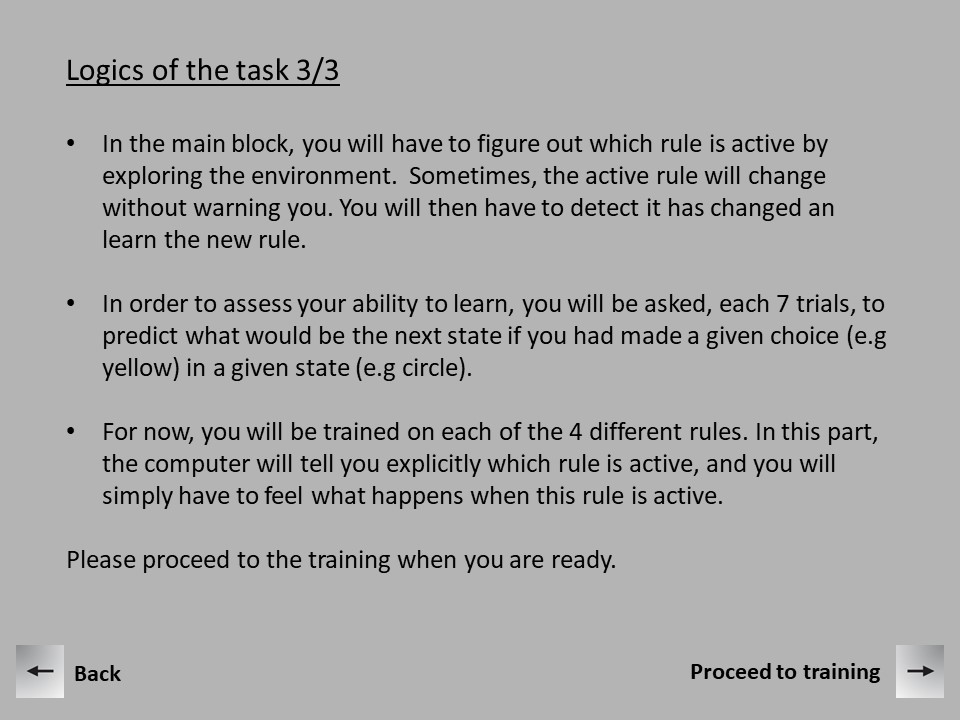 Logics of the task 3/3
• In the main block, you will have to figure out which rule is active by
exploring the environment.  Sometimes, the active rule will change
without warning you. You will then have to detect it has changed an
learn the new rule.
• In order to assess your ability to learn, you will be asked, each 7 trials, to
predict what would be the next state if you had made a given choice (e.g
yellow) in a given state (e.g circle).
• For now, you will be trained on each of the 4 different rules. In this part,
the computer will tell you explicitly which rule is active, and you will
simply have to feel what happens when this rule is active.
Please proceed to the training when you are ready.
← Back
Proceed to training →